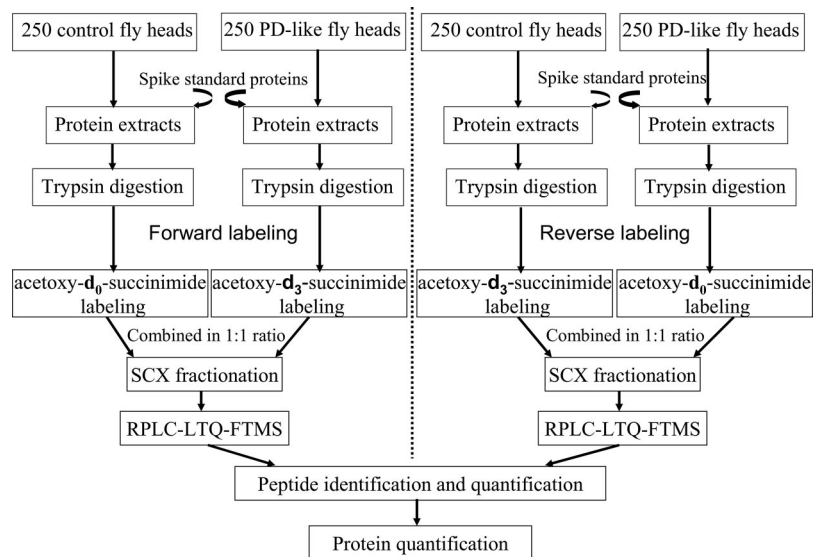 250 control fly heads
250 PD-like fly heads
Spike standard proteins
Protein extracts
Protein extracts
Trypsin digestion
Trypsin digestion
Forward labeling
acetoxy-d0-succinimide
labeling
acetoxy-d3-succinimide
labeling
Combined in 1:1 ratio
SCX fractionation
RPLC-LTQ-FTMS
250 control fly heads
250 PD-like fly heads
Spike standard proteins
Protein extracts
Protein extracts
Trypsin digestion
Trypsin digestion
Reverse labeling
acetoxy-d3-succinimide
labeling
acetoxy-d0-succinimide
labeling
Combined in 1:1 ratio
SCX fractionation
RPLC-LTQ-FTMS
Peptide identification and quantification
Protein quantification